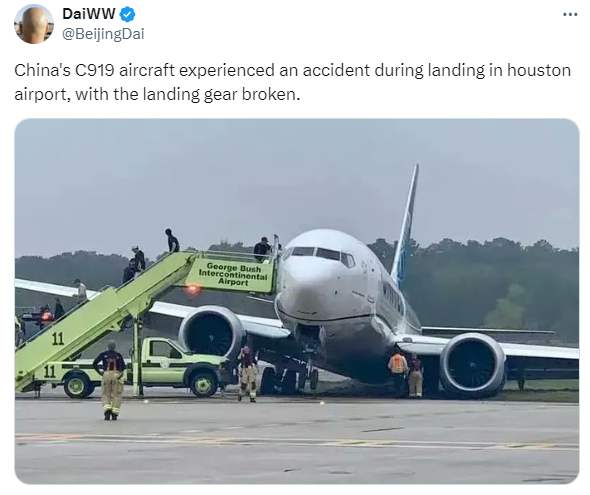 DaiWW
@BeijingDai
China's C919 aircraft experienced an accident during landing in houston
airport, with the landing gear broken.
George Bush
Intercontinental
Airport
11
11